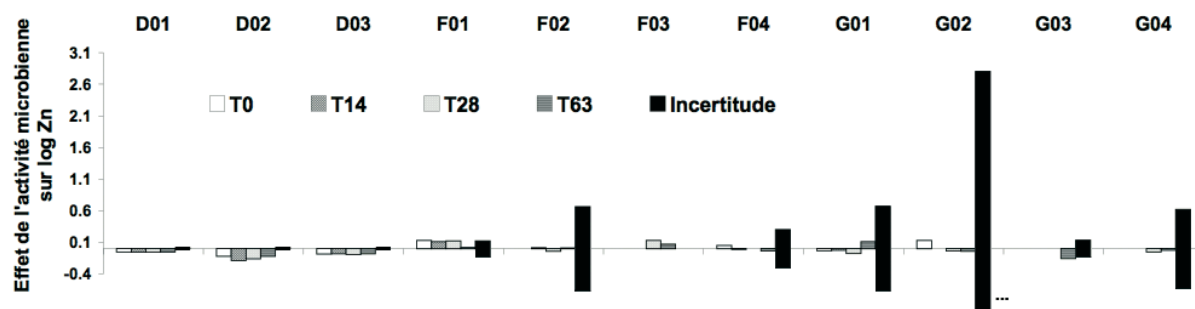 D01 D02 D03 F01 F02 F03 F04 G01 G02 G03 G04
Effet de l'activité microbienne
sur log Zn
3.1
2.6
2.1
1.6
1.1
0.6
0.1
-0.4
T0 T14 T28 T63 Incertitude
...